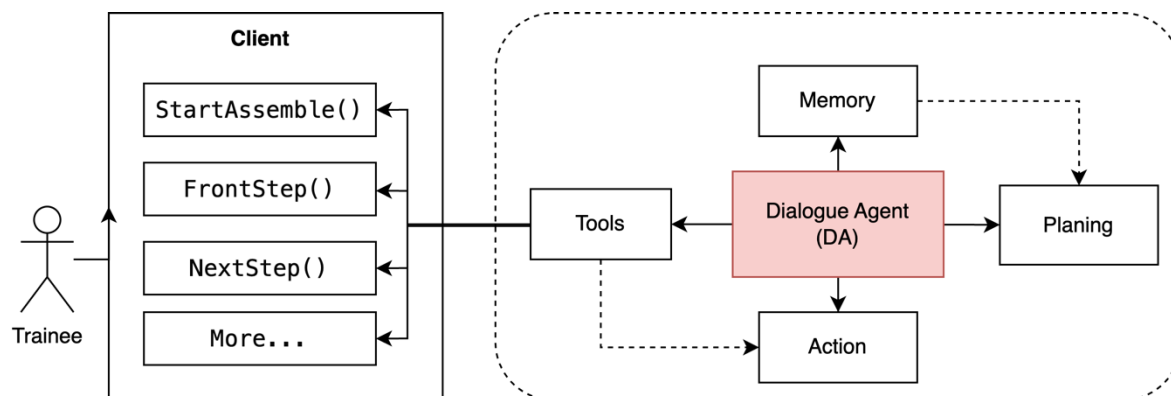 Client
StartAssemble()
FrontStep()
NextStep()
More...
Trainee
Tools
Memory
Dialogue Agent
(DA)
Planing
Action